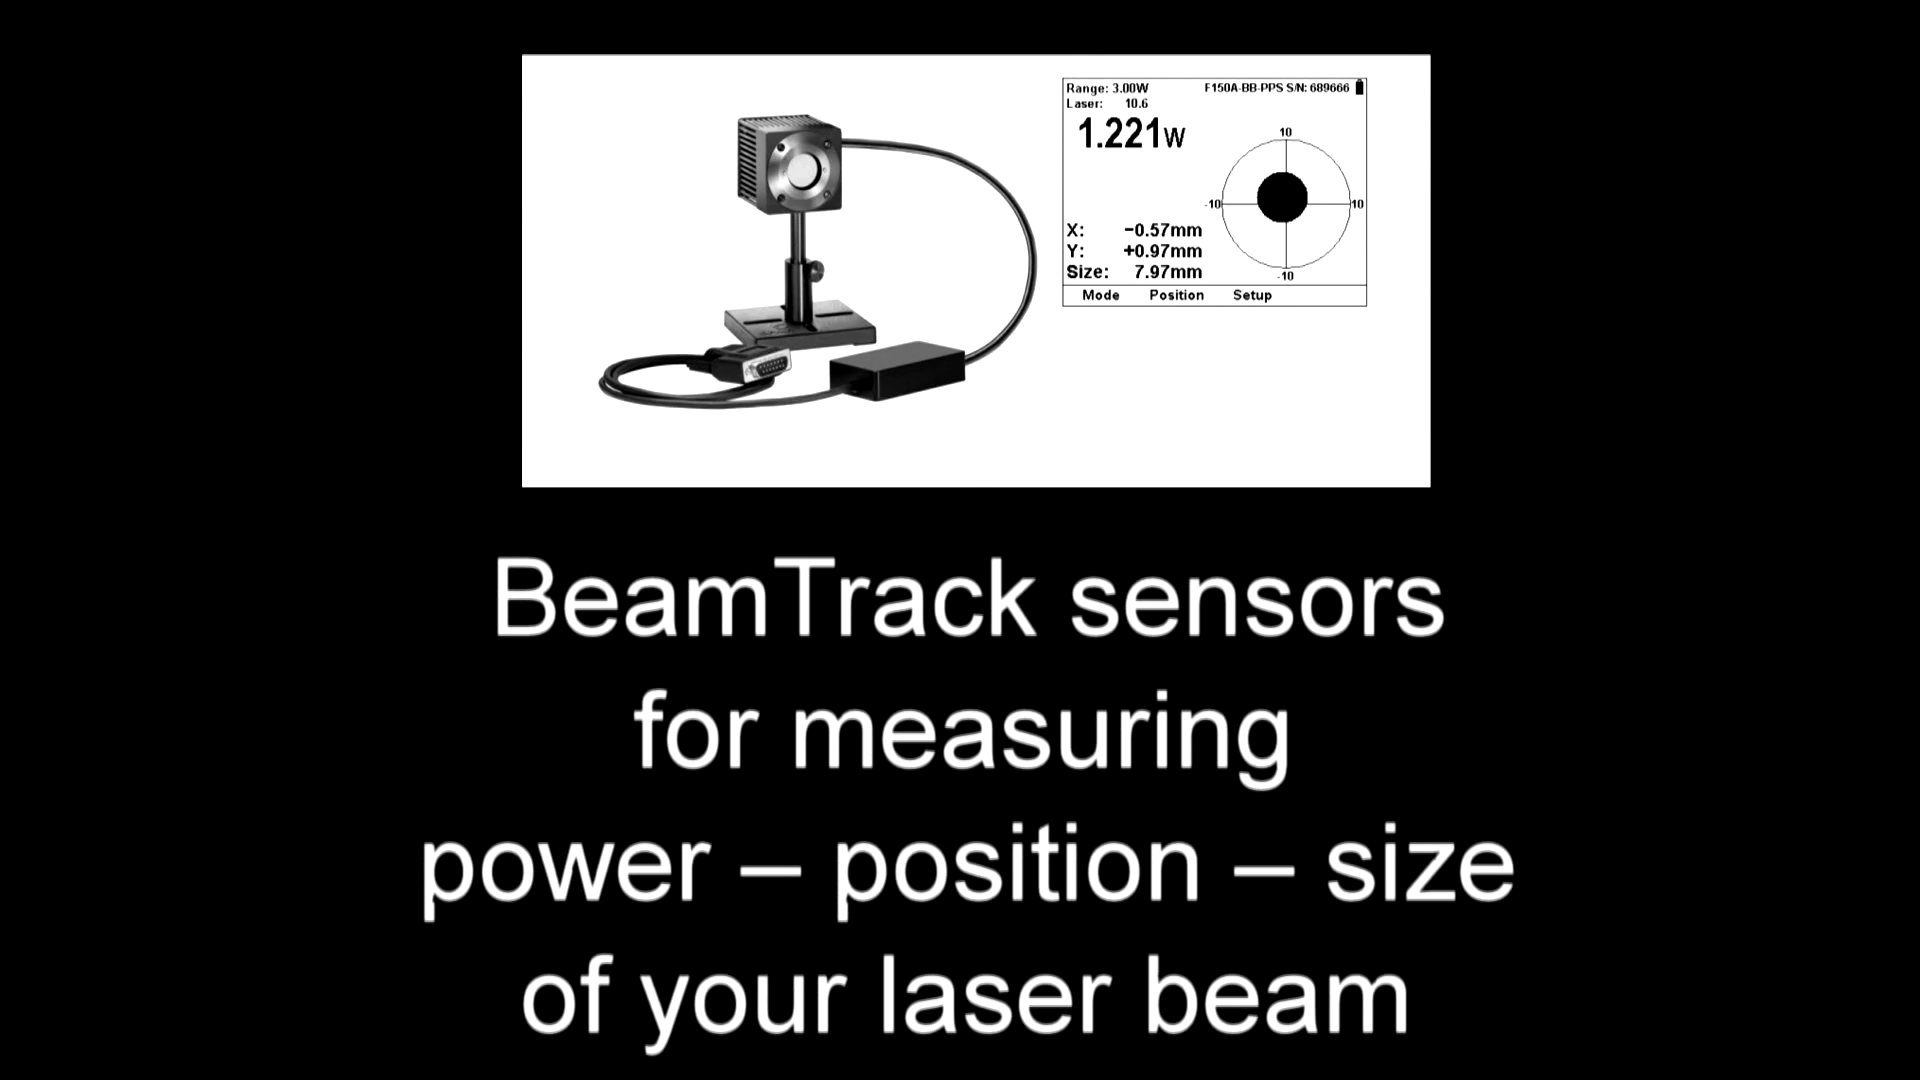 Range: 3.00W F150A-BB-PPS S/N: 689666
Laser: 10.6
1.221W
10
-10 10
X: −0.57mm
Y: +0.97mm
Size: 7.97mm
-10
Mode Position Setup
BeamTrack sensors
for measuring
power – position – size
of your laser beam